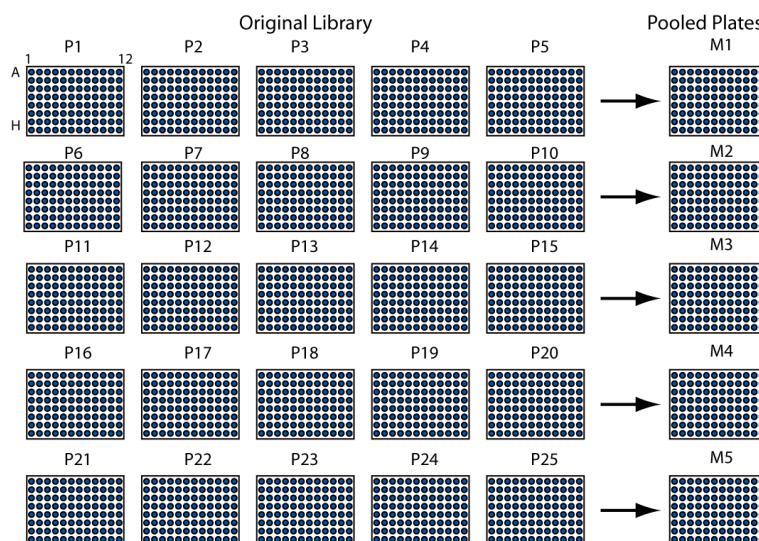 Original Library
Pooled Plates
P1 P2 P3 P4 P5 M1
1 12
A
H
P6 P7 P8 P9 P10 M2
P11 P12 P13 P14 P15 M3
P16 P17 P18 P19 P20 M4
P21 P22 P23 P24 P25 M5